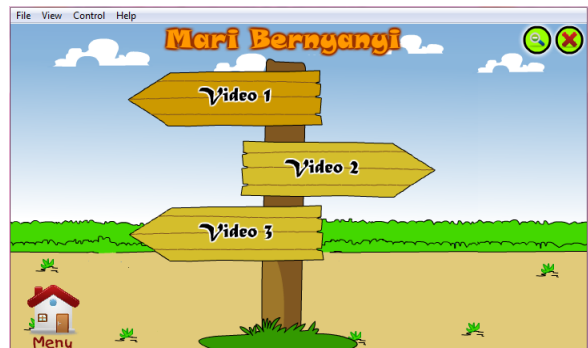 File View Control Help
Mari Bernyanyi
Video 1
Video 2
Video 3
Menu